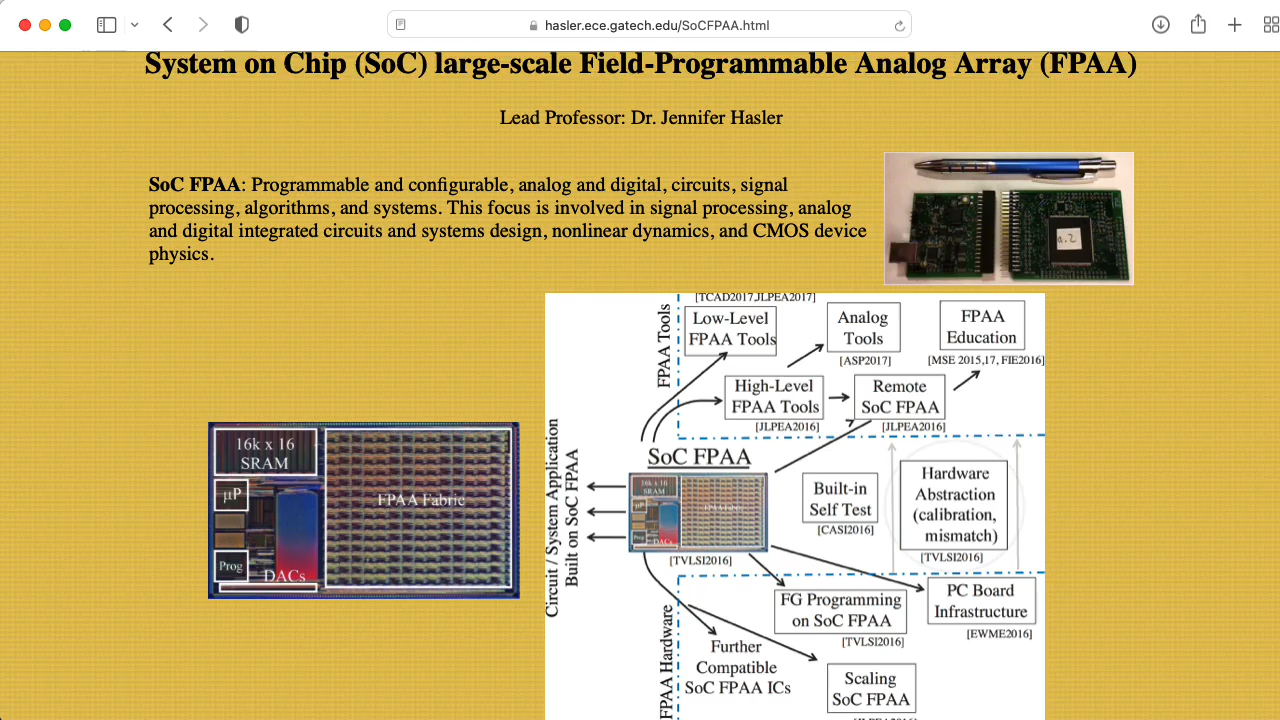 hasler.ece.gatech.edu/SoCFPAA.html
System on Chip (SoC) large-scale Field-Programmable Analog Array (FPAA)
Lead Professor: Dr. Jennifer Hasler
SoC FPAA: Programmable and configurable, analog and digital, circuits, signal
processing, algorithms, and systems. This focus is involved in signal processing, analog
and digital integrated circuits and systems design, nonlinear dynamics, and CMOS device
physics.
a.2
16k x 16
SRAM
μP
Prog
DACs
FPAA Fabric
FPAA Tools
[TCAD2017,JLPEA2017]
Low-Level
FPAA Tools
Analog
Tools
[ASP2017]
FPAA
Education
[MSE 2015,17, FIE2016]
High-Level
FPAA Tools
[JLPEA2016]
Remote
SoC FPAA
[JLPEA2016]
Circuit / System Application
Built on SoC FPAA
SoC FPAA
16k x 16
SRAM
μP
Prog
DACs
FPAA Fabric
[TVLSI2016]
Built-in
Self Test
[CASI2016]
Hardware
Abstraction
(calibration,
mismatch)
[TVLSI2016]
FPAA Hardware
FG Programming
on SoC FPAA
[TVLSI2016]
PC Board
Infrastructure
[EWME2016]
Further
Compatible
SoC FPAA ICs
Scaling
SoC FPAA